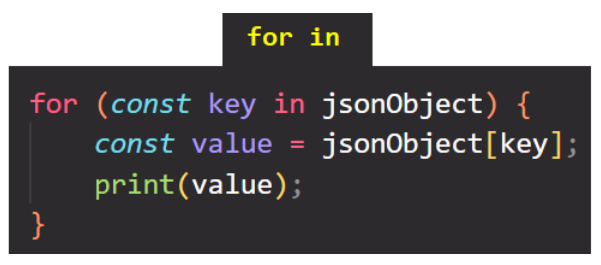 for in
for (const key in jsonObject) {
    const value = jsonObject[key];
    print(value);
}